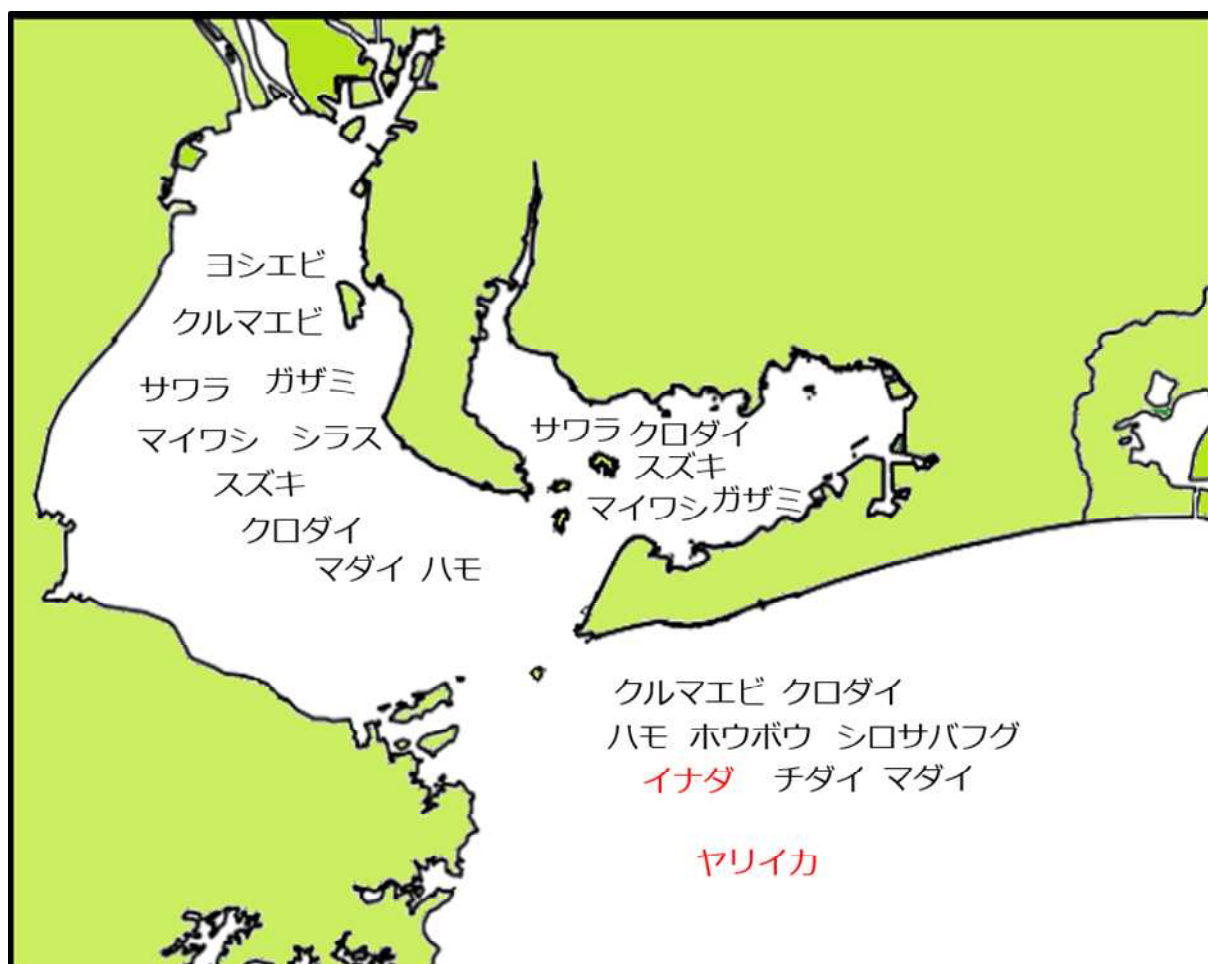 ヨシエビ
クルマエビ
サワラ ガザミ
マイワシ シラス
スズキ
クロダイ
マダイ ハモ
サワラ クロダイ
スズキ
マイワシ ガザミ
クルマエビ クロダイ
ハモ ホウボウ シロサバフグ
イナダ チダイ マダイ
ヤリイカ